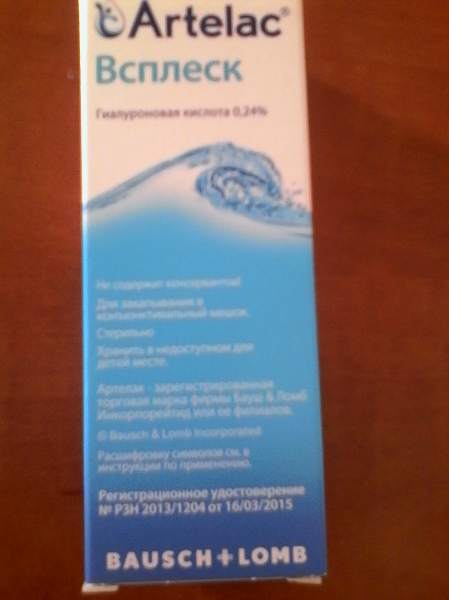 Artelac®
Всплеск
Гиалуроновая кислота 0,24%
Не содержит консервантов!
Для закапывания в
конъюнктивальный мешок.
Стерильно
Хранить в недоступном для
детей месте.
Артелак - зарегистрированная
торговая марка фирмы Бауш & Ломб
Инкорпорейтид или ее филиалов.
© Bausch & Lomb Incorporated
Расшифровку символов см. в
инструкции по применению.
Регистрационное удостоверение
№ РЗН 2013/1204 от 16/03/2015
BAUSCH + LOMB